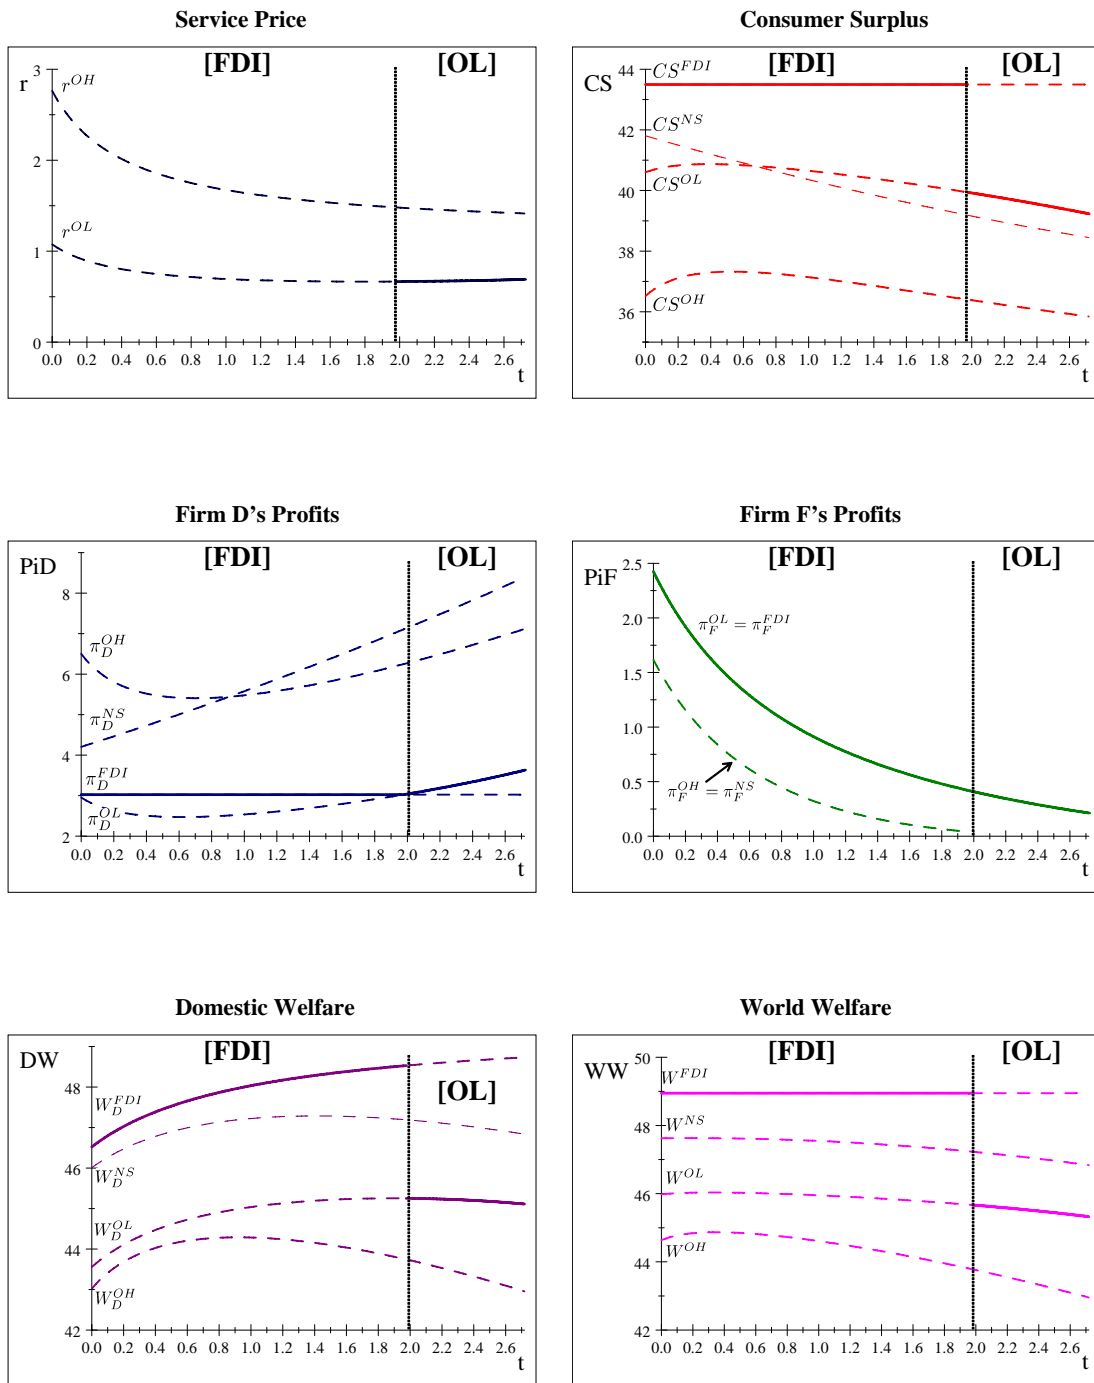 Service Price
[FDI] [OL]
r
3
2
1
0
r^{OH}
r^{OL}
0.0 0.2 0.4 0.6 0.8 1.0 1.2 1.4 1.6 1.8 2.0 2.2 2.4 2.6
t
Consumer Surplus
[FDI] [OL]
CS
44
42
40
38
36
CS^{FDI}
CS^{NS}
CS^{OL}
CS^{OH}
0.0 0.2 0.4 0.6 0.8 1.0 1.2 1.4 1.6 1.8 2.0 2.2 2.4 2.6
t
Firm D's Profits
[FDI] [OL]
PiD
8
6
4
2
π_D^{OH}
π_D^{NS}
π_D^{FDI}
π_D^{OL}
0.0 0.2 0.4 0.6 0.8 1.0 1.2 1.4 1.6 1.8 2.0 2.2 2.4 2.6
t
Firm F's Profits
[FDI] [OL]
PiF
2.5
2.0
1.5
1.0
0.5
0.0
π_F^{OL} = π_F^{FDI}
π_F^{OH} = π_F^{NS}
0.0 0.2 0.4 0.6 0.8 1.0 1.2 1.4 1.6 1.8 2.0 2.2 2.4 2.6
t
Domestic Welfare
[FDI]
[OL]
DW
48
46
44
42
W_D^{FDI}
W_D^{NS}
W_D^{OL}
W_D^{OH}
0.0 0.2 0.4 0.6 0.8 1.0 1.2 1.4 1.6 1.8 2.0 2.2 2.4 2.6
t
World Welfare
[FDI] [OL]
WW
50
48
46
44
42
W^{FDI}
W^{NS}
W^{OL}
W^{OH}
0.0 0.2 0.4 0.6 0.8 1.0 1.2 1.4 1.6 1.8 2.0 2.2 2.4 2.6
t